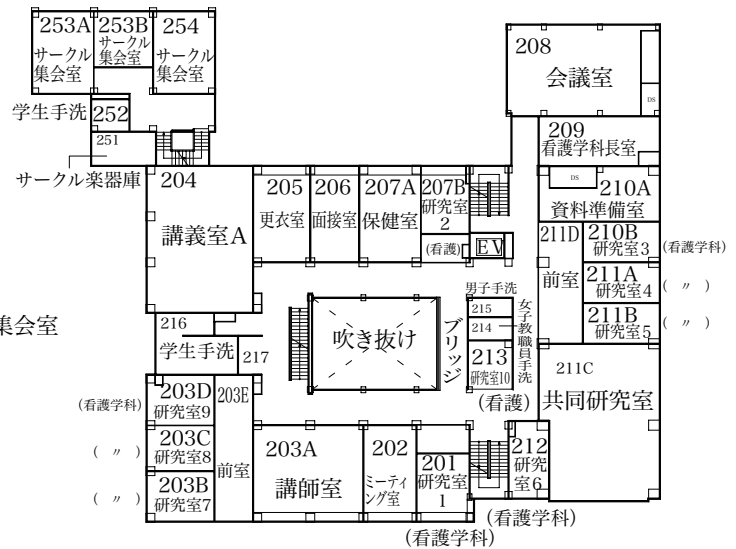 253A
サークル
集会室
253B
サークル
集会室
254
サークル
集会室
学生手洗
252
251
サークル楽器庫
208
会議室
DS
209
看護学科長室
DS
210A
資料準備室
204
講義室A
205
更衣室
206
面接室
207A
保健室
207B
研究室
2
(看護)
EV
211D
前室
210B
研究室3
(看護学科)
211A
研究室4
(〃)
211B
研究室5
(〃)
211C
共同研究室
集会室
216
学生手洗
217
吹き抜け
ブリッジ
男子手洗
215
214
女子教職員手洗
213
研究室10
(看護)
(看護学科)
203D
研究室9
203E
前室
(〃)
203C
研究室8
(〃)
203B
研究室7
203A
講師室
202
ミーティ
ング室
201
研究室
1
(看護学科)
212
研究
室6
(看護学科)